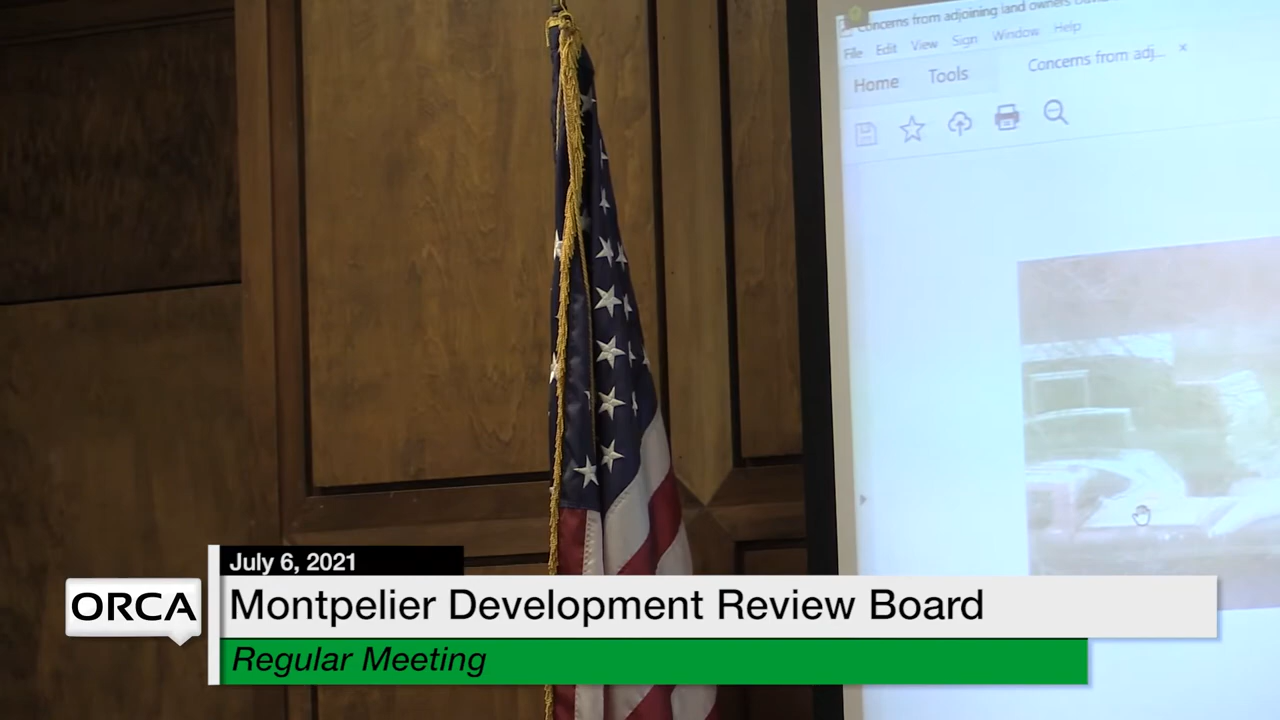 Concerns from adjoining land owners
File Edit View Sign Window Help
Home Tools Concerns from adj... ×
July 6, 2021
ORCA
Montpelier Development Review Board
Regular Meeting